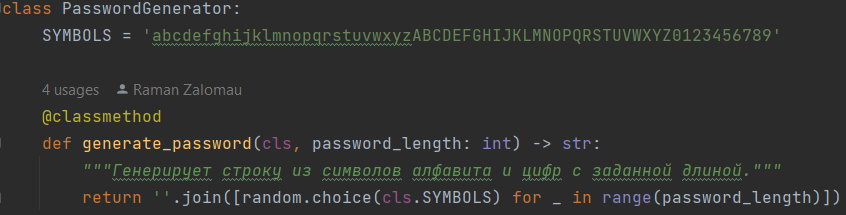 class PasswordGenerator:
SYMBOLS = 'abcdefghijklmnopqrstuvwxyzABCDEFGHIJKLMNOPQRSTUVWXYZ0123456789'
4 usages Raman Zalomau
@classmethod
def generate_password(cls, password_length: int) -> str:
"""Генерирует строку из символов алфавита и цифр с заданной длиной."""
return ''.join([random.choice(cls.SYMBOLS) for _ in range(password_length)])